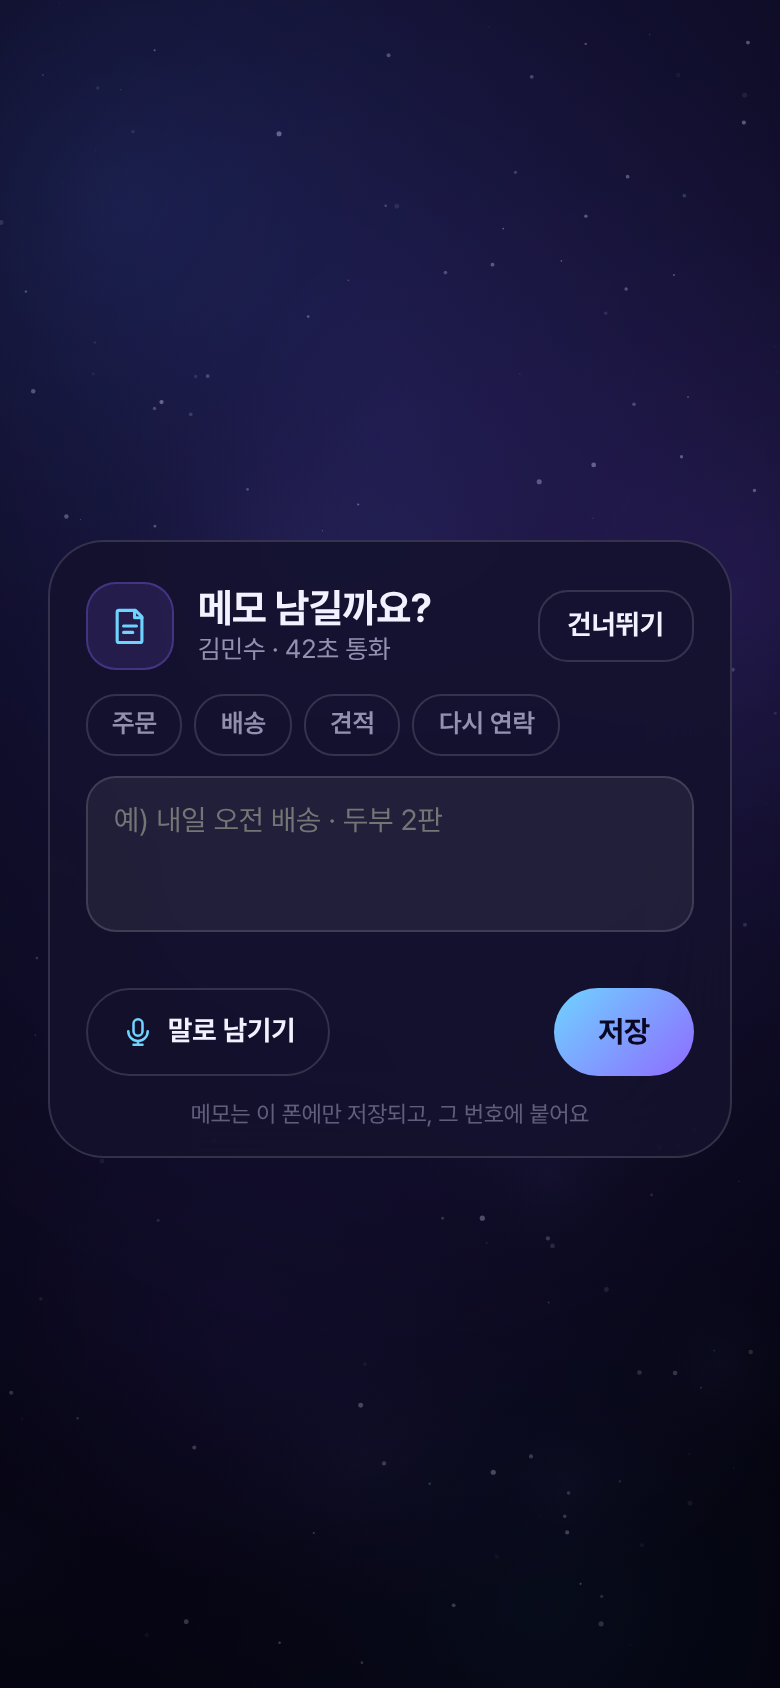 메모 남길까요?
김민수 · 42초 통화
건너뛰기
주문
배송
견적
다시 연락
예) 내일 오전 배송 · 두부 2판
말로 남기기
저장
메모는 이 폰에만 저장되고, 그 번호에 붙어요